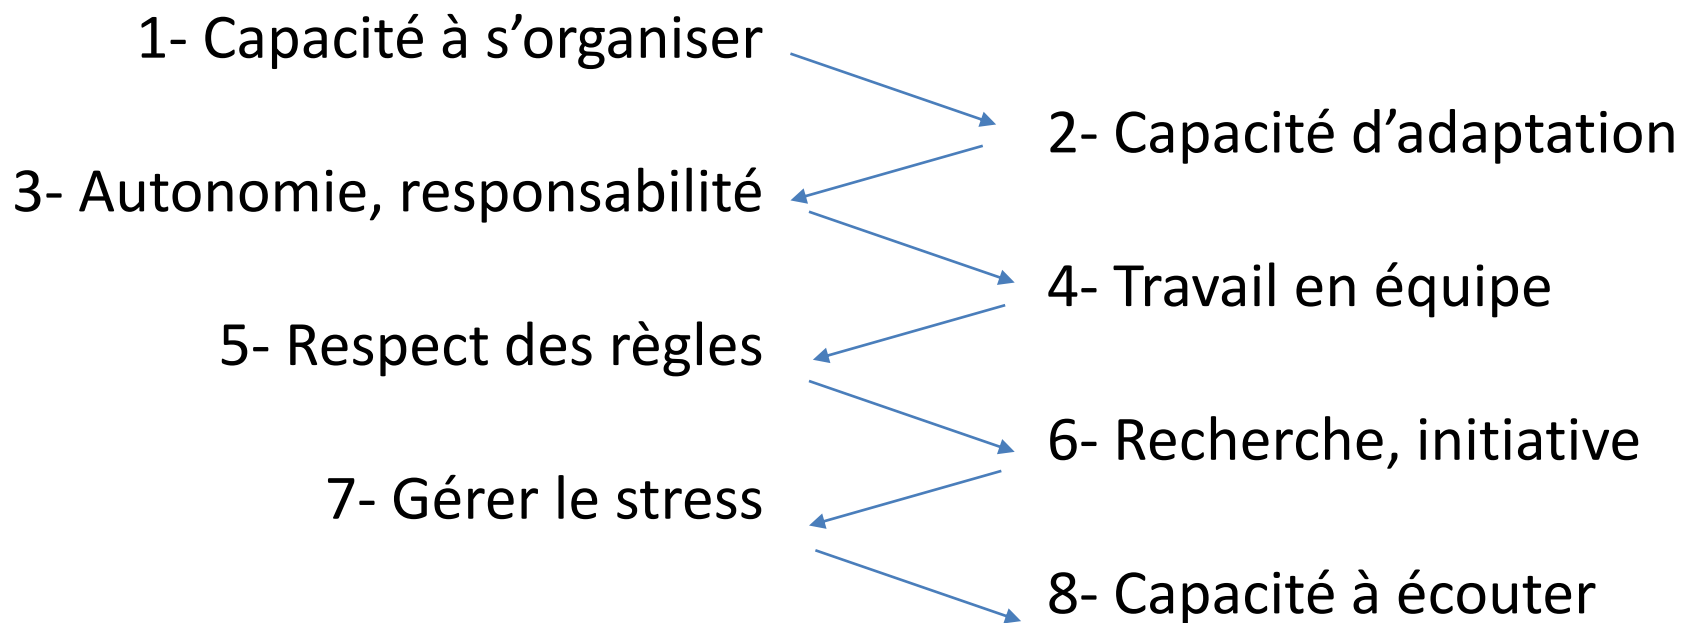 1- Capacité à s’organiser
2- Capacité d’adaptation
3- Autonomie, responsabilité
4- Travail en équipe
5- Respect des règles
6- Recherche, initiative
7- Gérer le stress
8- Capacité à écouter